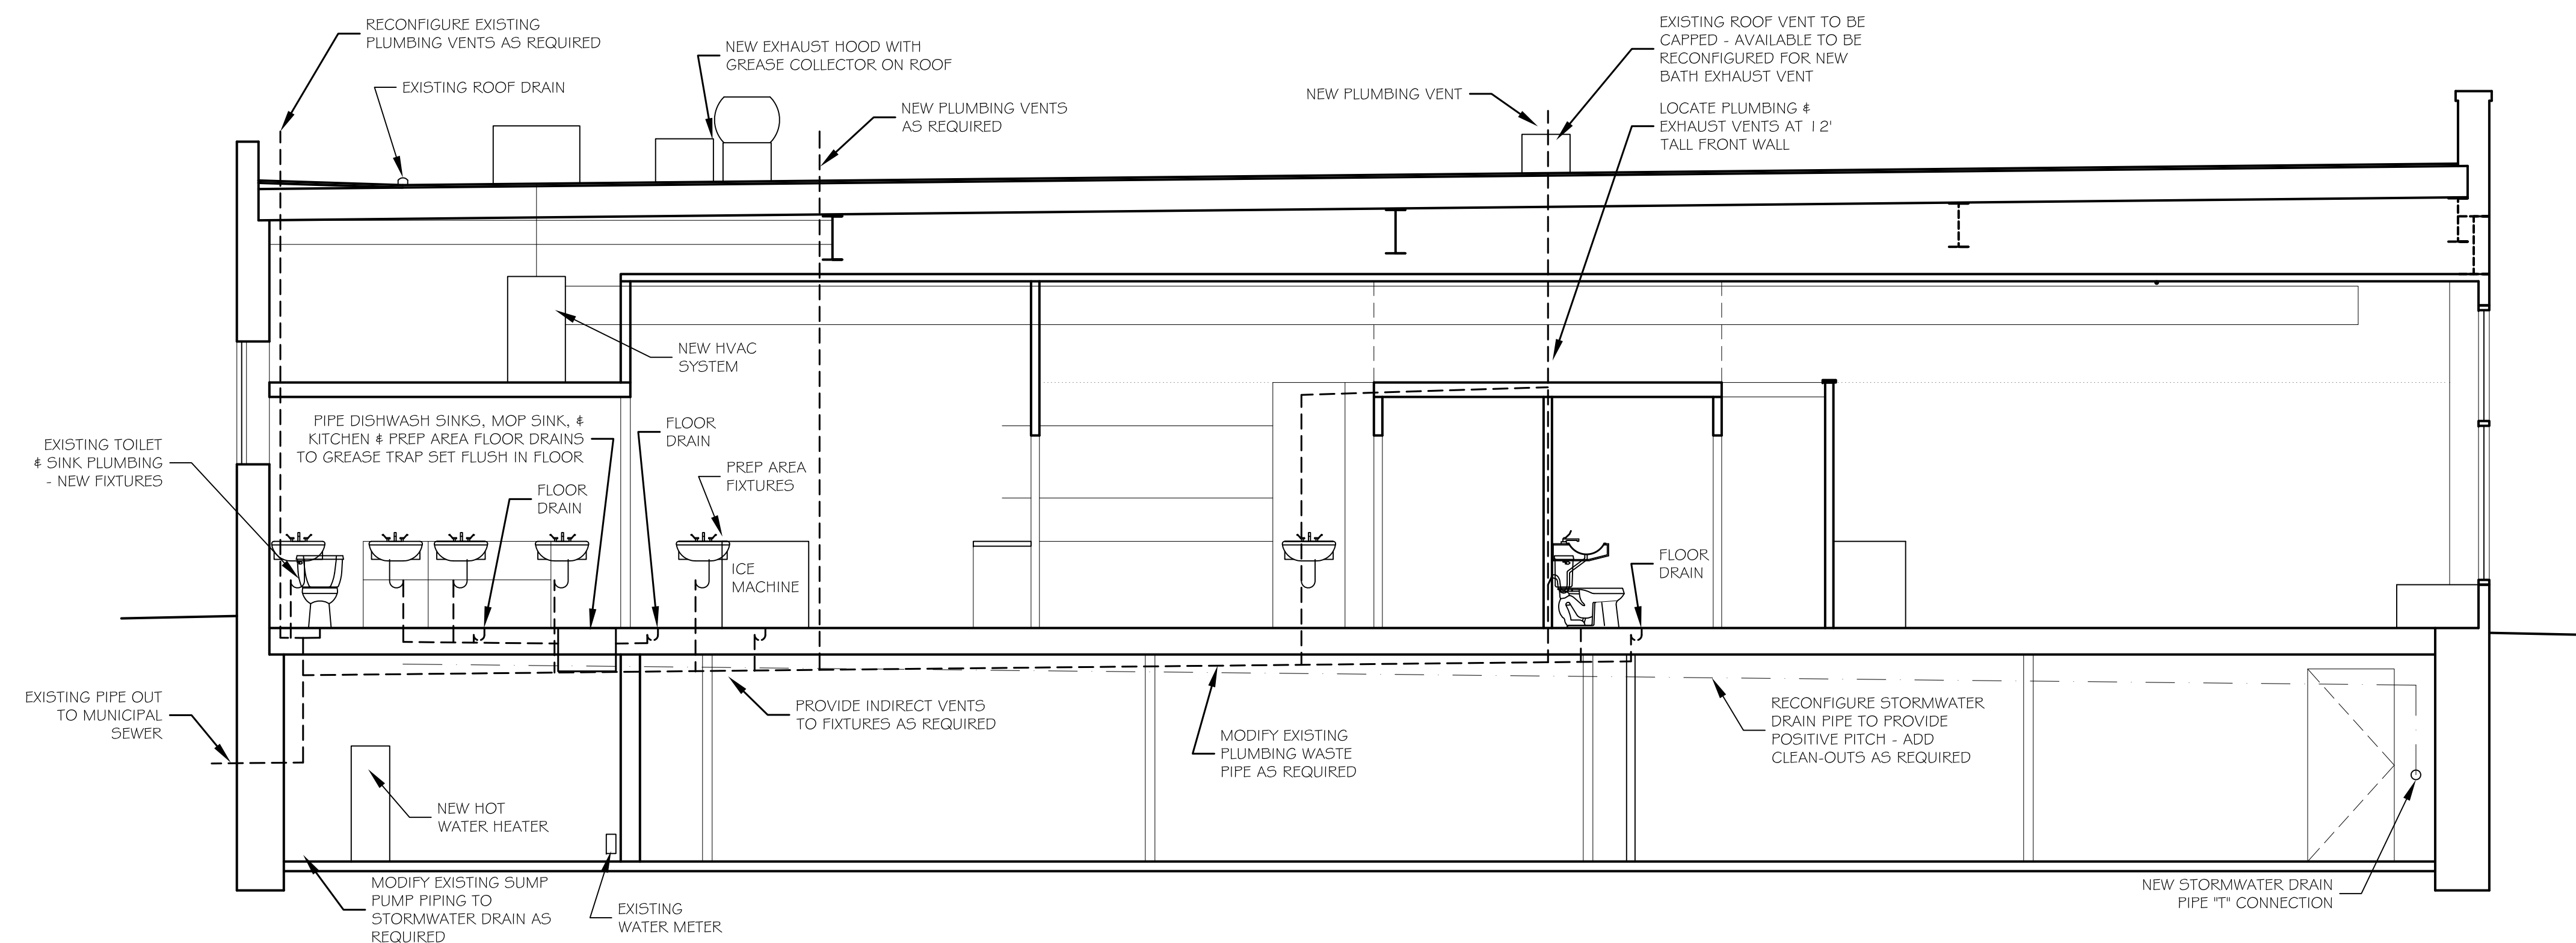 RECONFIGURE EXISTING
PLUMBING VENTS AS REQUIRED
EXISTING ROOF DRAIN
NEW EXHAUST HOOD WITH
GREASE COLLECTOR ON ROOF
NEW PLUMBING VENTS
AS REQUIRED
NEW PLUMBING VENT
EXISTING ROOF VENT TO BE
CAPPED - AVAILABLE TO BE
RECONFIGURED FOR NEW
BATH EXHAUST VENT
LOCATE PLUMBING &
EXHAUST VENTS AT 12'
TALL FRONT WALL
NEW HVAC
SYSTEM
PIPE DISHWASH SINKS, MOP SINK, &
KITCHEN & PREP AREA FLOOR DRAINS
TO GREASE TRAP SET FLUSH IN FLOOR
FLOOR
DRAIN
EXISTING TOILET
& SINK PLUMBING
- NEW FIXTURES
FLOOR
DRAIN
PREP AREA
FIXTURES
ICE
MACHINE
FLOOR
DRAIN
EXISTING PIPE OUT
TO MUNICIPAL
SEWER
PROVIDE INDIRECT VENTS
TO FIXTURES AS REQUIRED
MODIFY EXISTING
PLUMBING WASTE
PIPE AS REQUIRED
RECONFIGURE STORMWATER
DRAIN PIPE TO PROVIDE
POSITIVE PITCH - ADD
CLEAN-OUTS AS REQUIRED
NEW HOT
WATER HEATER
MODIFY EXISTING SUMP
PUMP PIPING TO
STORMWATER DRAIN AS
REQUIRED
EXISTING
WATER METER
NEW STORMWATER DRAIN
PIPE "T" CONNECTION